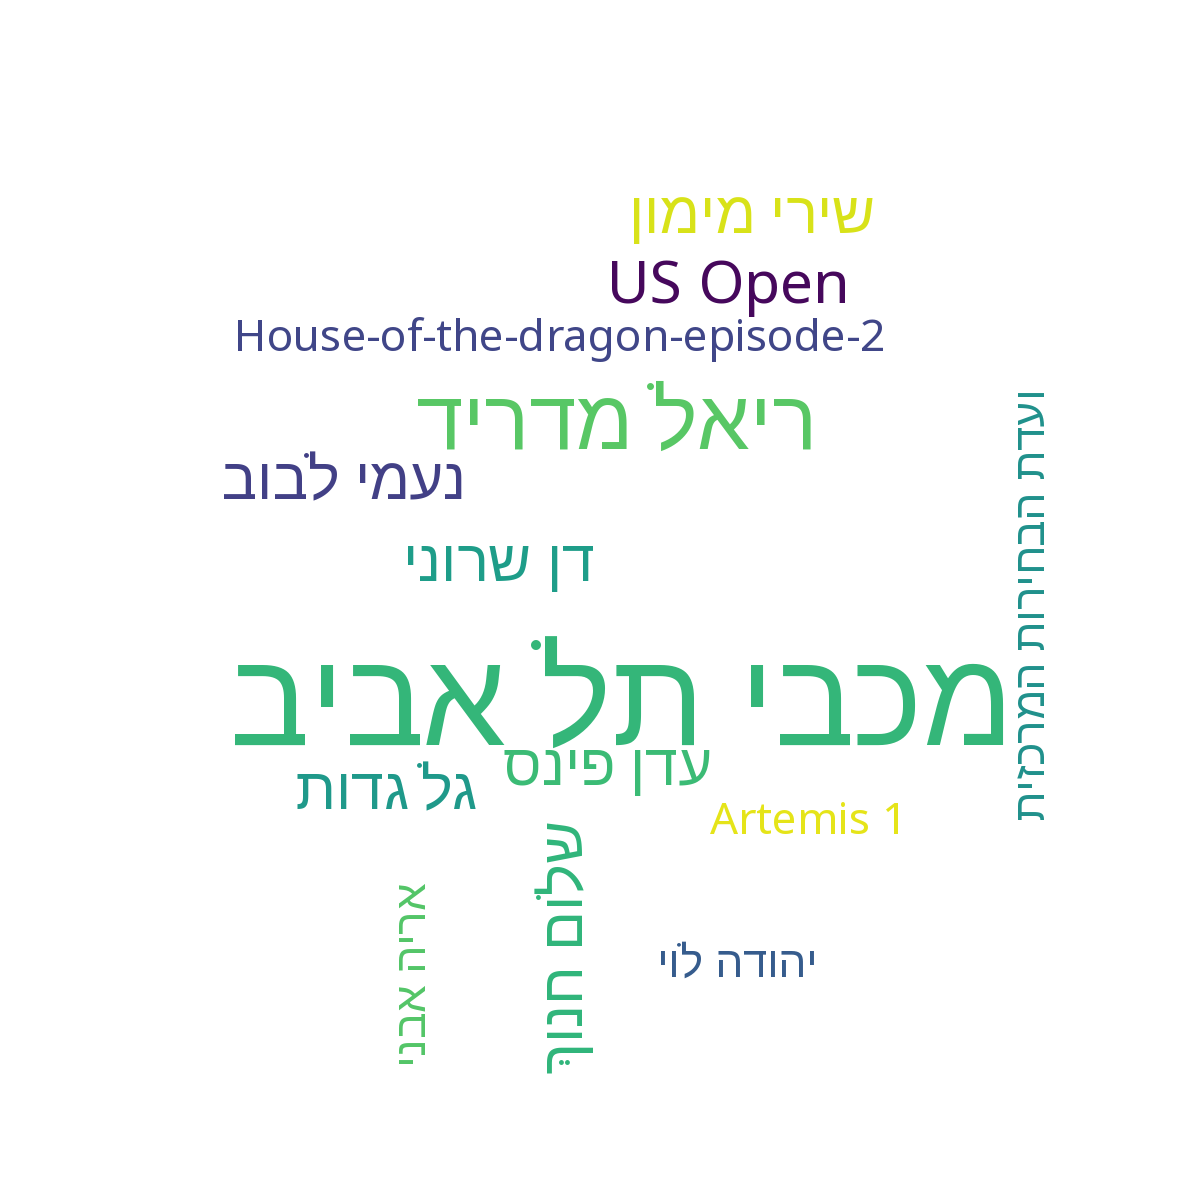 שירי מימון
US Open
House-of-the-dragon-episode-2
ריאל מדריד
נעמי לבוב
דן שרוני
ועדת הבחירות המרכזית
מכבי תל אביב
עדן פינס
גל גדות
Artemis 1
שלום חנוך
אריה אבני
יהודה לוי